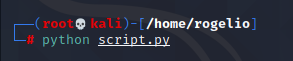 ┌──(root💀kali)-[/home/rogelio]
└─# python script.py